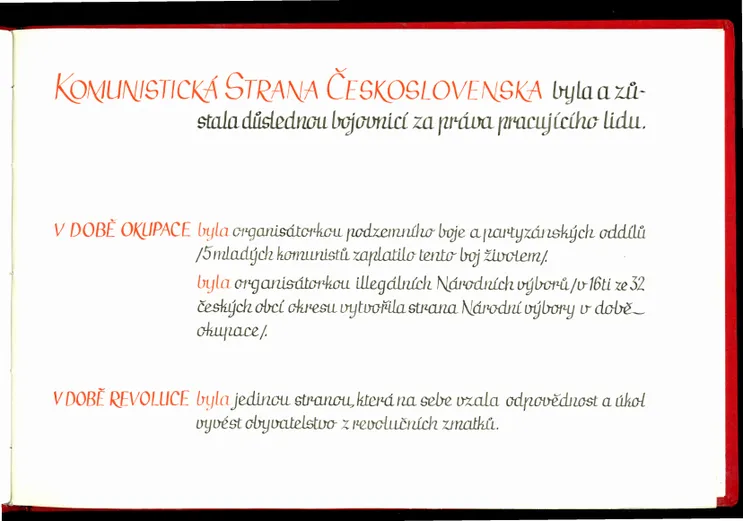 KOMUNISTICKÁ STRANA ČESKOSLOVENSKA byla a zů-
stala důslednou bojovnicí za práva pracujícího lidu.
V DOBĚ OKUPACE byla organisátorkou podzemního boje a partyzánských oddílů
/5 mladých komunistů zaplatilo tento boj životem/.
byla organisátorkou illegálních Národních výborů /v 16ti ze 32
českých obcí okresu vytvořila strana Národní výbory v době
okupace/.
V DOBĚ REVOLUCE byla jedinou stranou, která na sebe vzala odpovědnost a úkol
vyvést obyvatelstvo z revolučních zmatků.